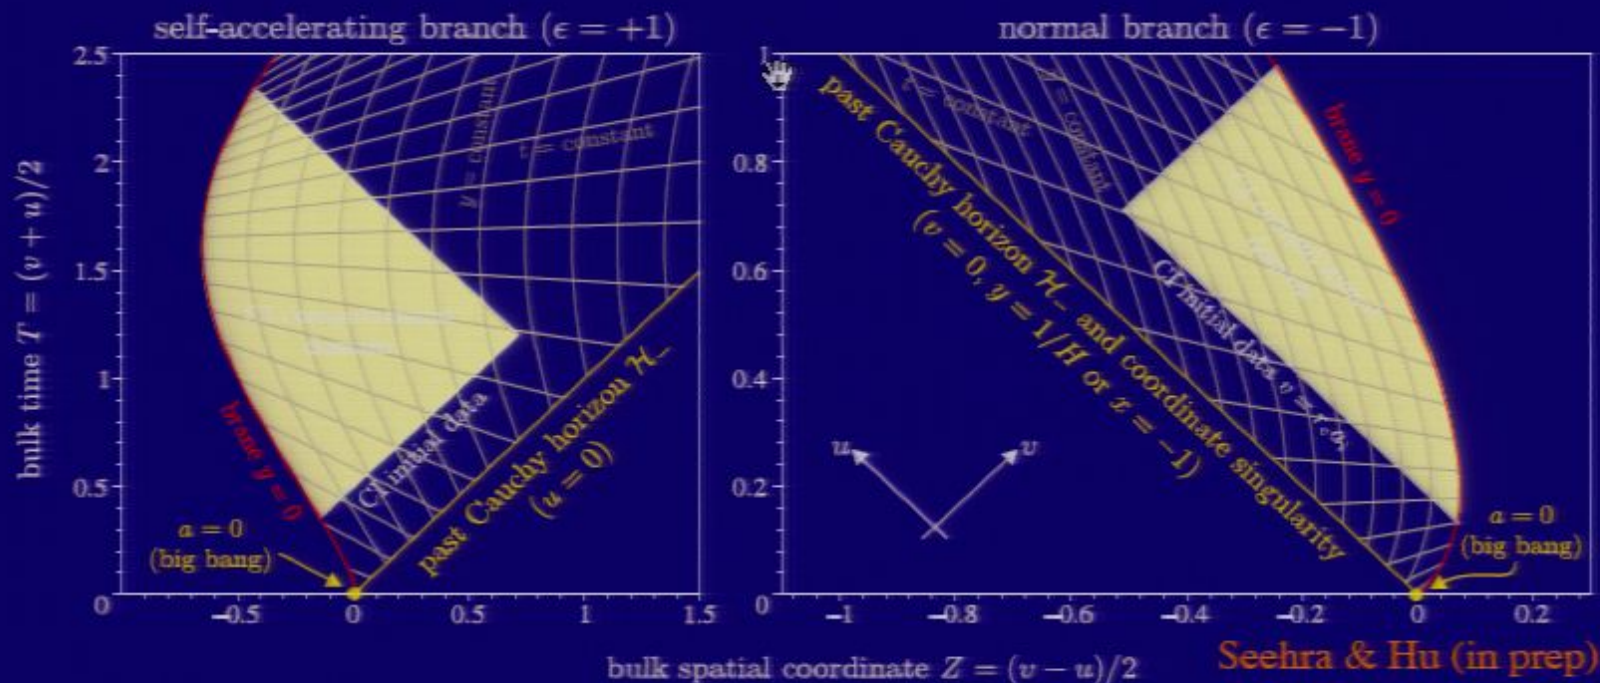 self-accelerating branch (ϵ = +1)
normal branch (ϵ = −1)
bulk time T = (v + u)/2
2.5
2
1.5
1
0.5
0
−0.5
0
0.5
1
1.5
y = constant
t = constant
brane y = 0
CI initial data
past Cauchy horizon ℋ₋
(u = 0)
a = 0
(big bang)
1
0.8
0.6
0.4
0.2
0
−1
−0.8
−0.6
−0.4
−0.2
0
0.2
t = constant
= constant
brane y = 0
past Cauchy horizon ℋ₋ and coordinate singularity
(v = 0, y = 1/H or x = −1)
CI initial data v =
u
v
a = 0
(big bang)
bulk spatial coordinate Z = (v − u)/2
Seehra & Hu (in prep)